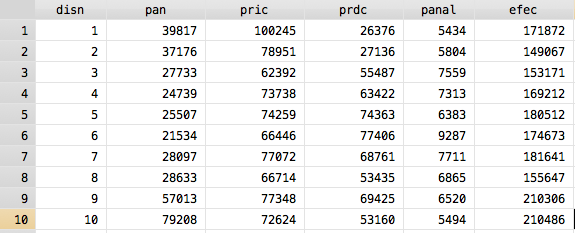 disn pan pric prdc panal efec
1 1 39817 100245 26376 5434 171872
2 2 37176 78951 27136 5804 149067
3 3 27733 62392 55487 7559 153171
4 4 24739 73738 63422 7313 169212
5 5 25507 74259 74363 6383 180512
6 6 21534 66446 77406 9287 174673
7 7 28097 77072 68761 7711 181641
8 8 28633 66714 53435 6865 155647
9 9 57013 77348 69425 6520 210306
10 10 79208 72624 53160 5494 210486